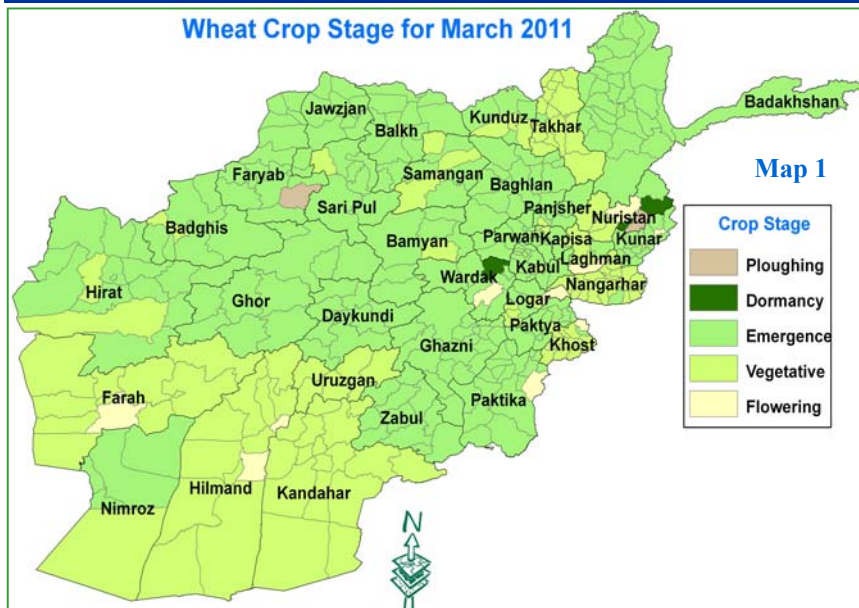 Wheat Crop Stage for March 2011
Badakhshan
Jawzjan
Balkh
Kunduz
Takhar
Map 1
Faryab
Samangan
Baghlan
Sari Pul
Panjsher
Nuristan
Badghis
Bamyan
Parwan
Kapisa
Kunar
Laghman
Wardak
Kabul
Nangarhar
Hirat
Ghor
Logar
Daykundi
Paktya
Ghazni
Khost
Uruzgan
Farah
Zabul
Paktika
Hilmand
Kandahar
Nimroz
N
Crop Stage
Ploughing
Dormancy
Emergence
Vegetative
Flowering